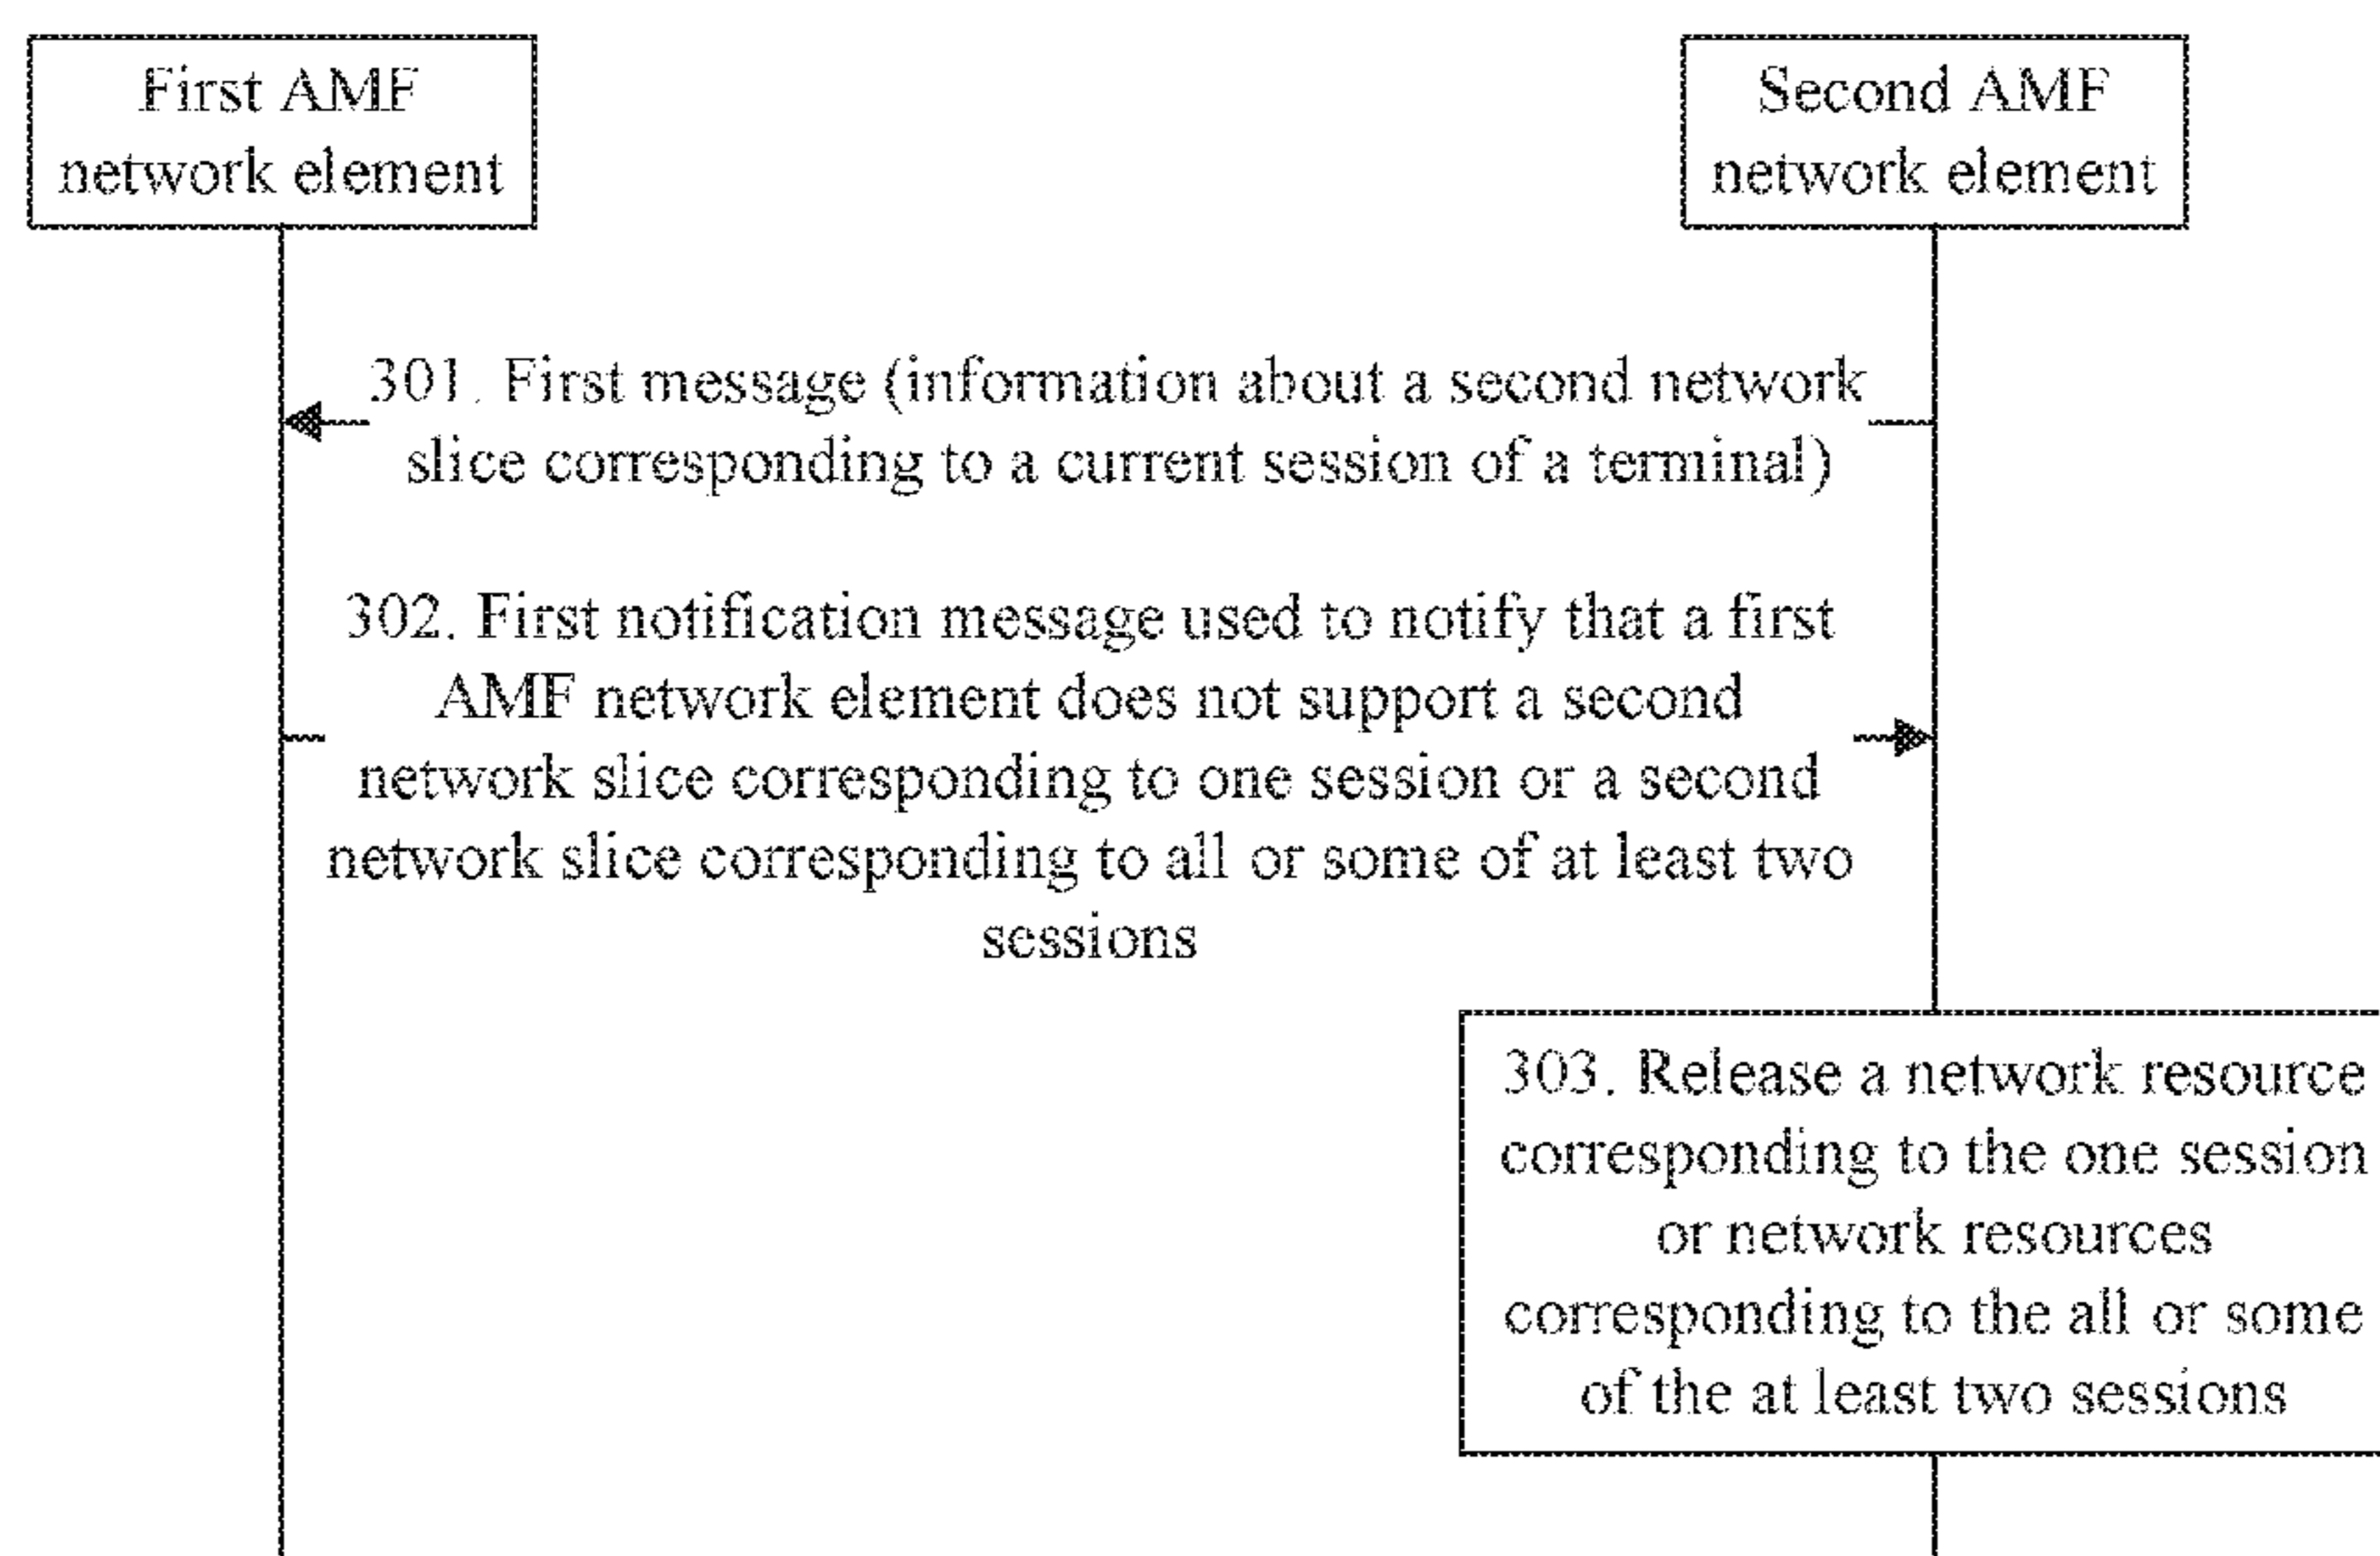 First AMF
network element
Second AMF
network element
301. First message (information about a second network
slice corresponding to a current session of a terminal)
302. First notification message used to notify that a first
AMF network element does not support a second
network slice corresponding to one session or a second
network slice corresponding to all or some of at least two
sessions
303. Release a network resource
corresponding to the one session
or network resources
corresponding to the all or some
of the at least two sessions